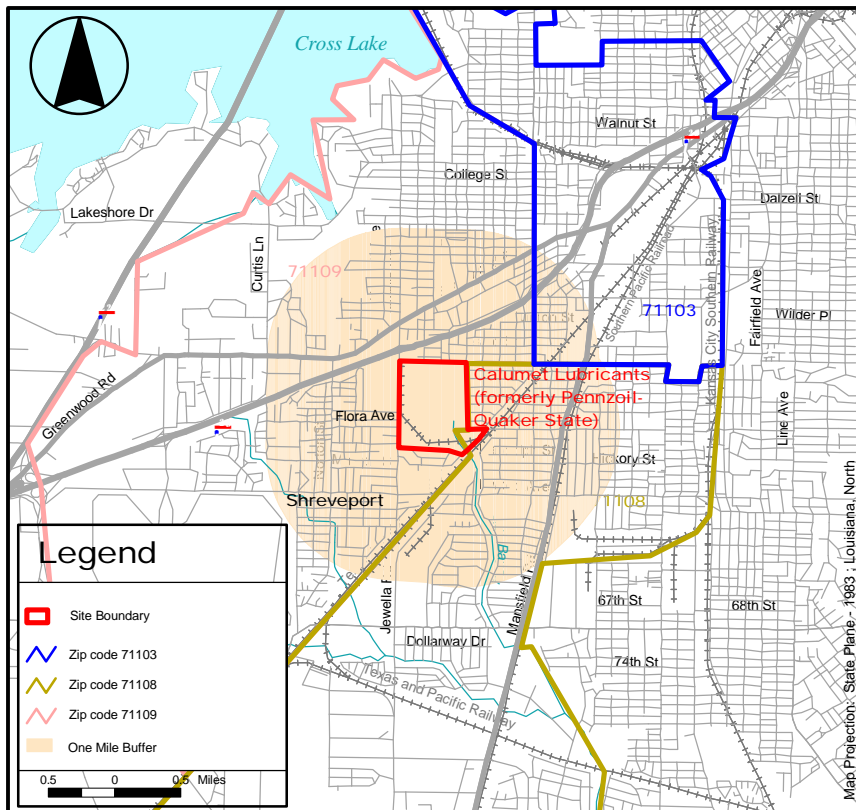 Cross Lake
Walnut St
College St
Lakeshore Dr
Dalzell St
Curtis Ln
71109
Southern Pacific Railroad
Kansas City Southern Railway
Fairfield Ave
71103
Wilder Pl
Greenwood Rd
Calumet Lubricants
(formerly Pennzoil-
Quaker State)
Flora Ave
Line Ave
Hickory St
Shreveport
1108
Ba
Mansfield
Jewella
67th St
68th St
Dollarway Dr
74th St
Texas and Pacific Railway
Legend
Site Boundary
Zip code 71103
Zip code 71108
Zip code 71109
One Mile Buffer
0.5 0 0.5 Miles
Map Projection: State Plane - 1983 ; Louisiana, North